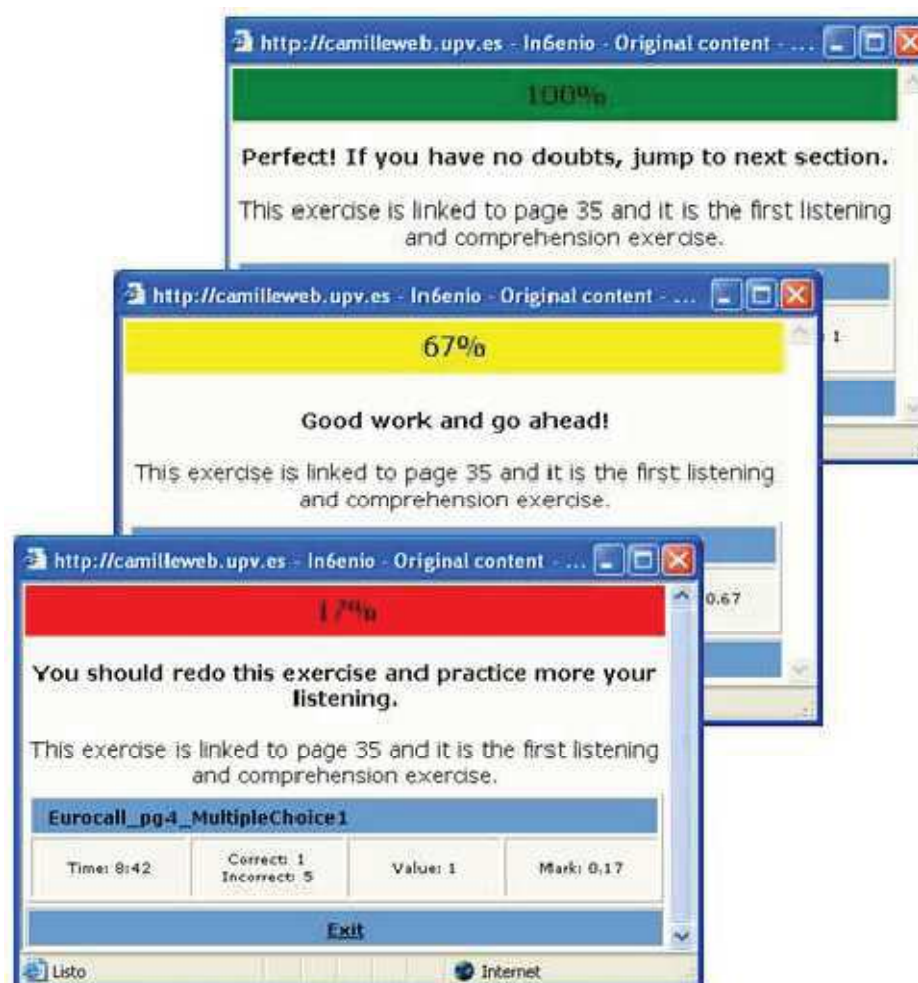 http://camilleweb.upv.es - In6enio - Original content - ...
100%
Perfect! If you have no doubts, jump to next section.
This exercise is linked to page 35 and it is the first listening
and comprehension exercise.
1
http://camilleweb.upv.es - In6enio - Original content - ...
67%
Good work and go ahead!
This exercise is linked to page 35 and it is the first listening
and comprehension exercise.
0.67
http://camilleweb.upv.es - In6enio - Original content - ...
17%
You should redo this exercise and practice more your
listening.
This exercise is linked to page 35 and it is the first listening
and comprehension exercise.
Eurocall_pg4_MultipleChoice1
Time: 8:42
Correct: 1
Incorrect: 5
Value: 1
Mark: 0.17
Exit
Listo
Internet